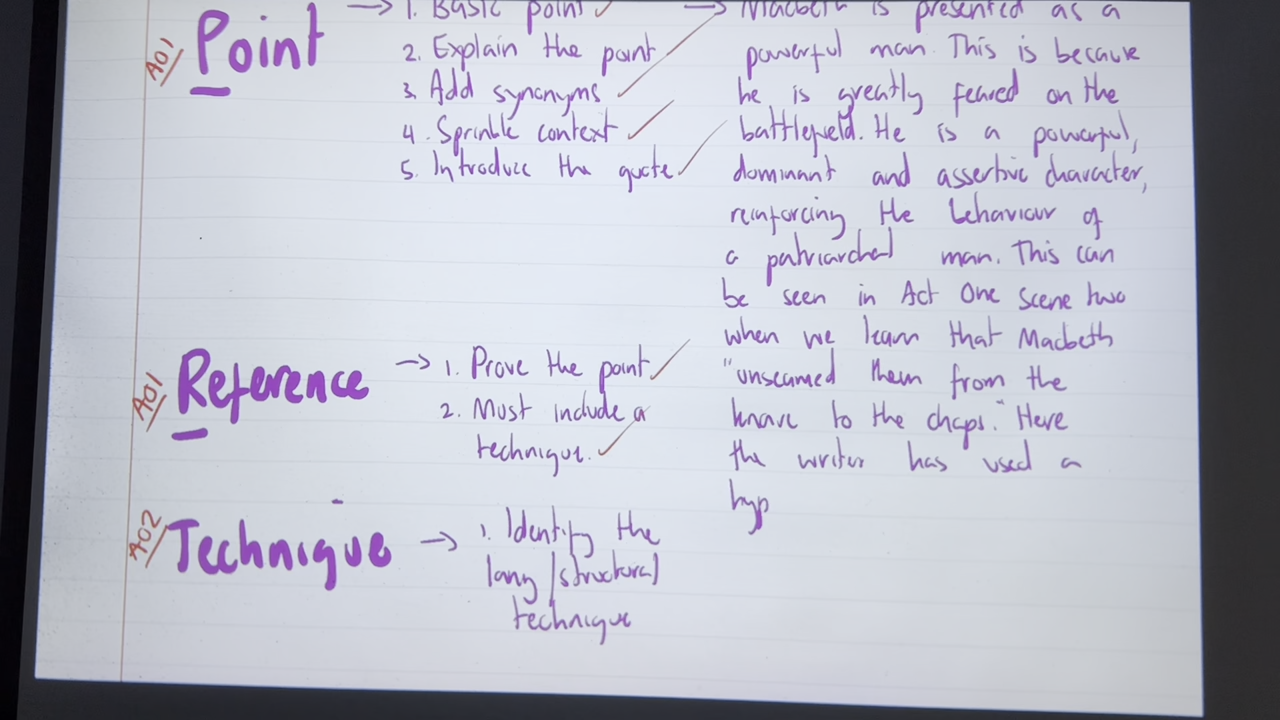 AO1 Point → 1. Basic point ✓
2. Explain the point
3. Add synonyms ✓
4. Sprinkle context ✓
5. Introduce the quote ✓
→ Macbeth is presented as a
powerful man. This is because
he is greatly feared on the
battlefield. He is a powerful,
dominant and assertive character,
reinforcing the behaviour of
a patriarchal man. This can
be seen in Act One Scene two
when we learn that Macbeth
"unseamed them from the
knave to the chaps." Here
the writer has used a
hyp
AO1 Reference → 1. Prove the point ✓
2. Must include a
technique. ✓
AO2 Technique → 1. Identify the
lang/structural
technique